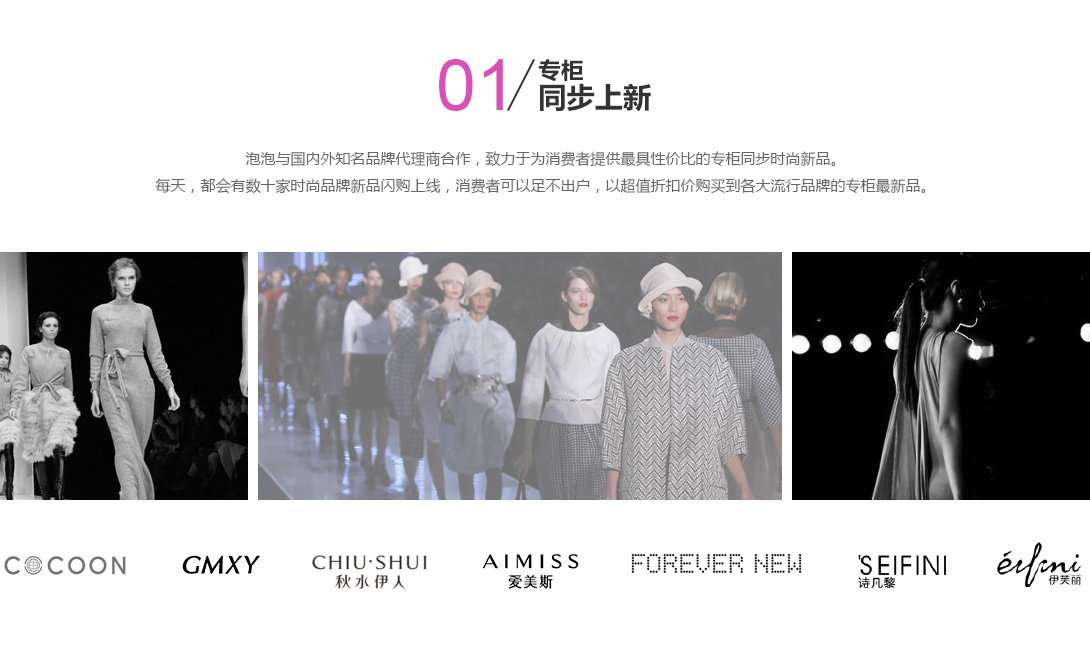 01/专柜
同步上新
泡泡与国内外知名品牌代理商合作，致力于为消费者提供最具性价比的专柜同步时尚新品。
每天，都会有数十家时尚品牌新品闪购上线，消费者可以足不出户，以超值折扣价购买到各大流行品牌的专柜最新品。
COCOON
GMXY
CHIU·SHUI
秋水伊人
AIMISS
爱美斯
FOREVER NEW
'SEIFINI
诗凡黎
éifini
伊芙丽